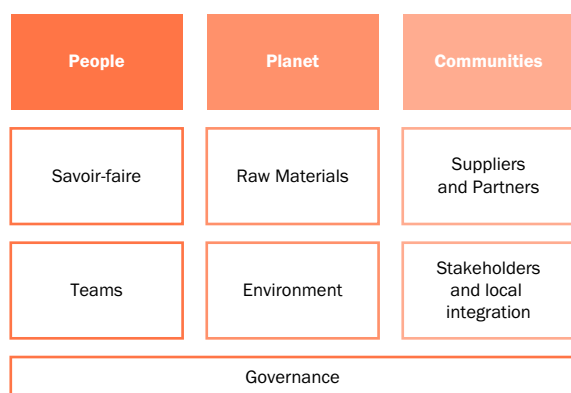 People
Planet
Communities
Savoir-faire
Raw Materials
Suppliers
and Partners
Teams
Environment
Stakeholders
and local
integration
Governance